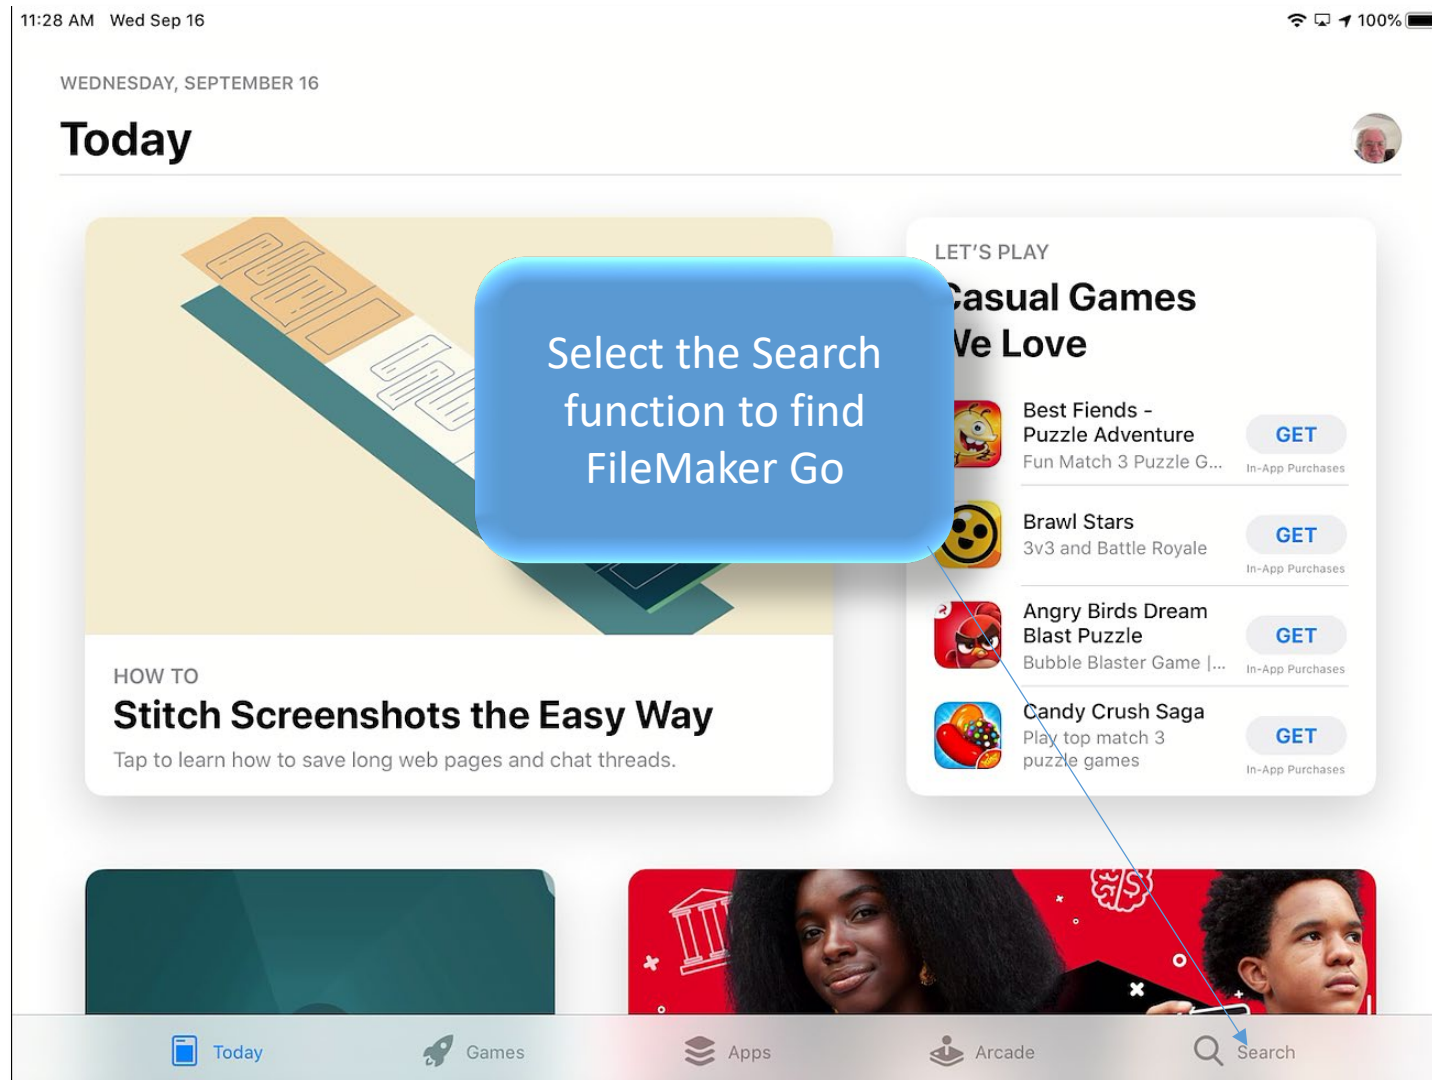 11:28 AM Wed Sep 16
100%
WEDNESDAY, SEPTEMBER 16
Today
LET'S PLAY
Casual Games
We Love
Select the Search
function to find
FileMaker Go
Best Fiends -
Puzzle Adventure
Fun Match 3 Puzzle G...
GET
In-App Purchases
Brawl Stars
3v3 and Battle Royale
GET
In-App Purchases
Angry Birds Dream
Blast Puzzle
Bubble Blaster Game |...
GET
In-App Purchases
Candy Crush Saga
Play top match 3
puzzle games
GET
In-App Purchases
HOW TO
Stitch Screenshots the Easy Way
Tap to learn how to save long web pages and chat threads.
Today
Games
Apps
Arcade
Search